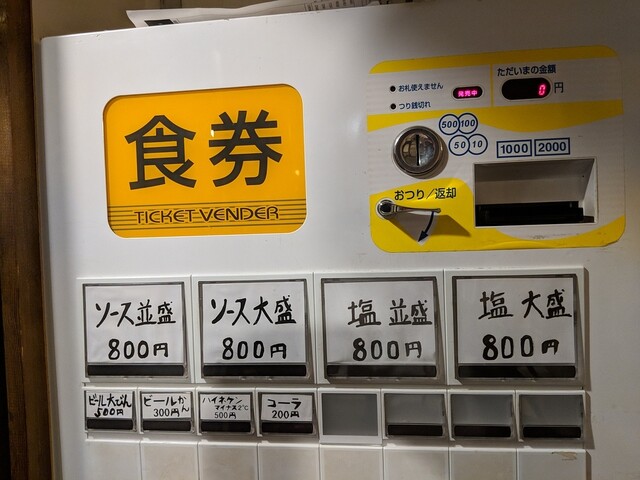 食券
TICKET VENDER
お札使えません
つり銭切れ
発売中
ただいまの金額
0円
500 100
50 10
1000 2000
おつり/返却
ソース並盛
800円
ソース大盛
800円
塩 並盛
800円
塩 大盛
800円
ビール大びん
500円
ビールかん
300円
ハイネケン
マイナス2℃
500円
コーラ
200円